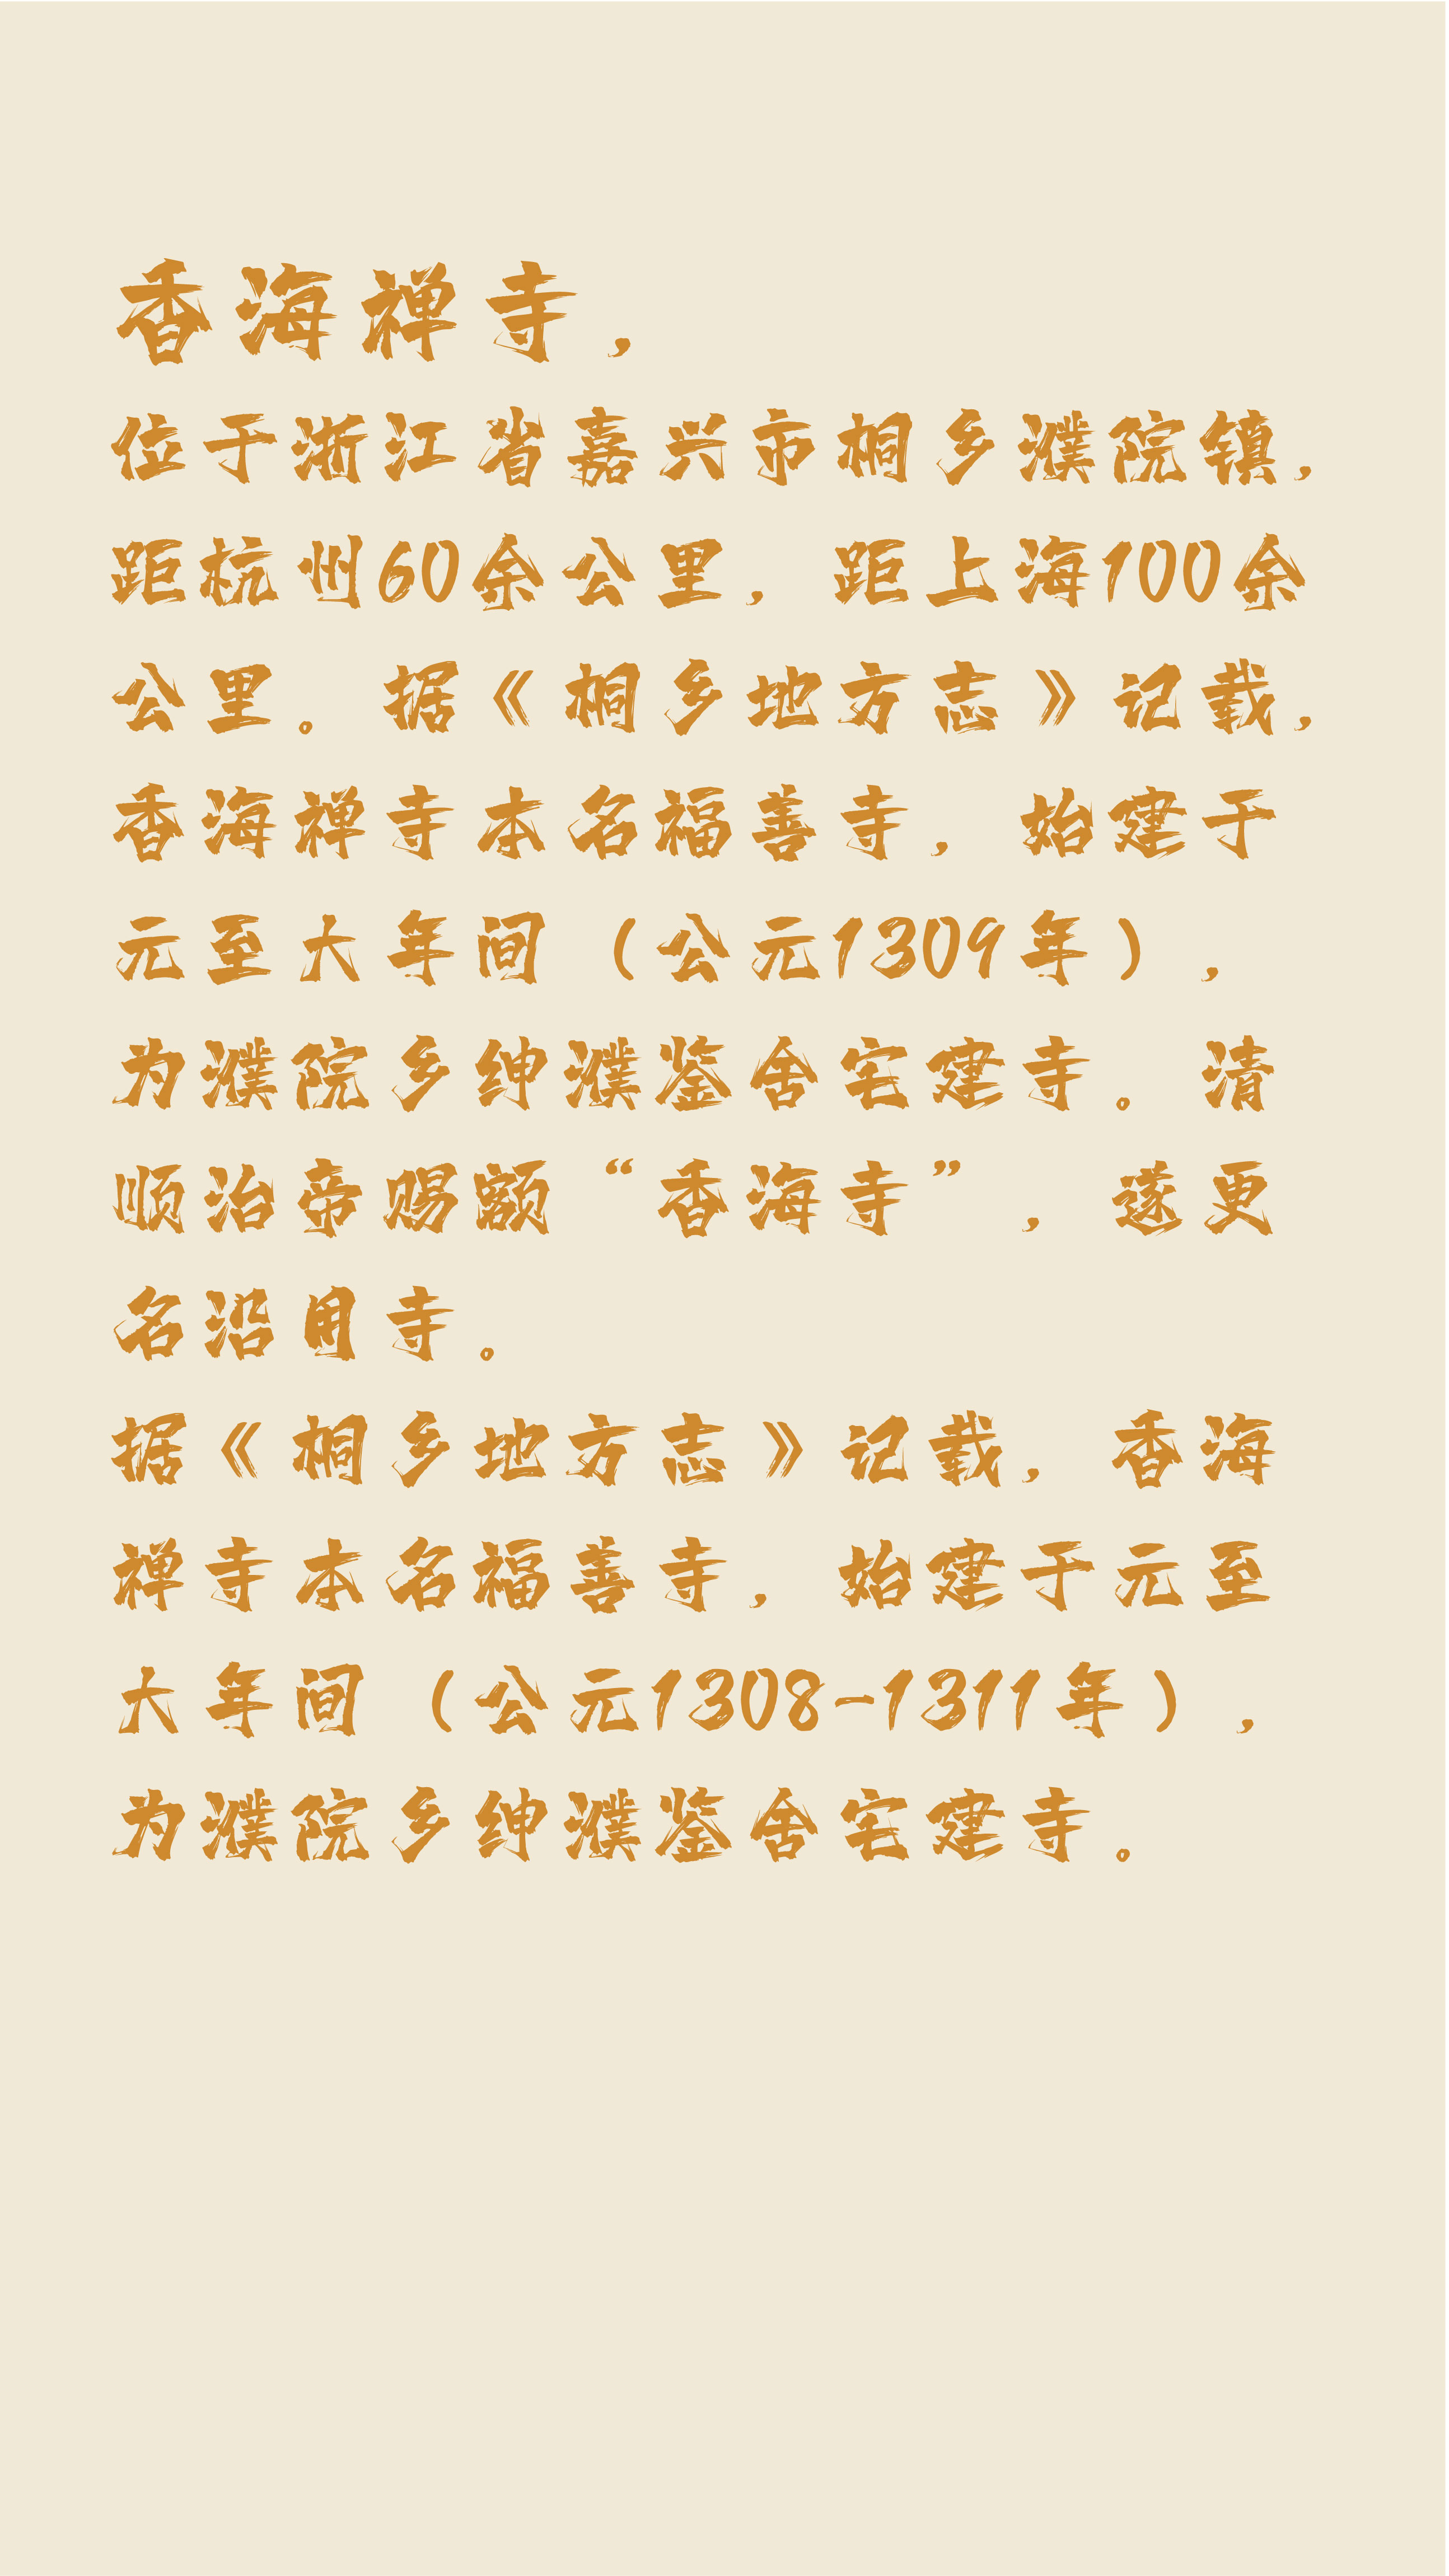 香海禅寺，
位于浙江省嘉兴市桐乡濮院镇，
距杭州60余公里，距上海100余
公里。据《桐乡地方志》记载，
香海禅寺本名福善寺，始建于
元至大年间（公元1309年），
为濮院乡绅濮鉴舍宅建寺。清
顺治帝赐额“香海寺”，遂更
名沿用寺。
据《桐乡地方志》记载，香海
禅寺本名福善寺，始建于元至
大年间（公元1308-1311年），
为濮院乡绅濮鉴舍宅建寺。